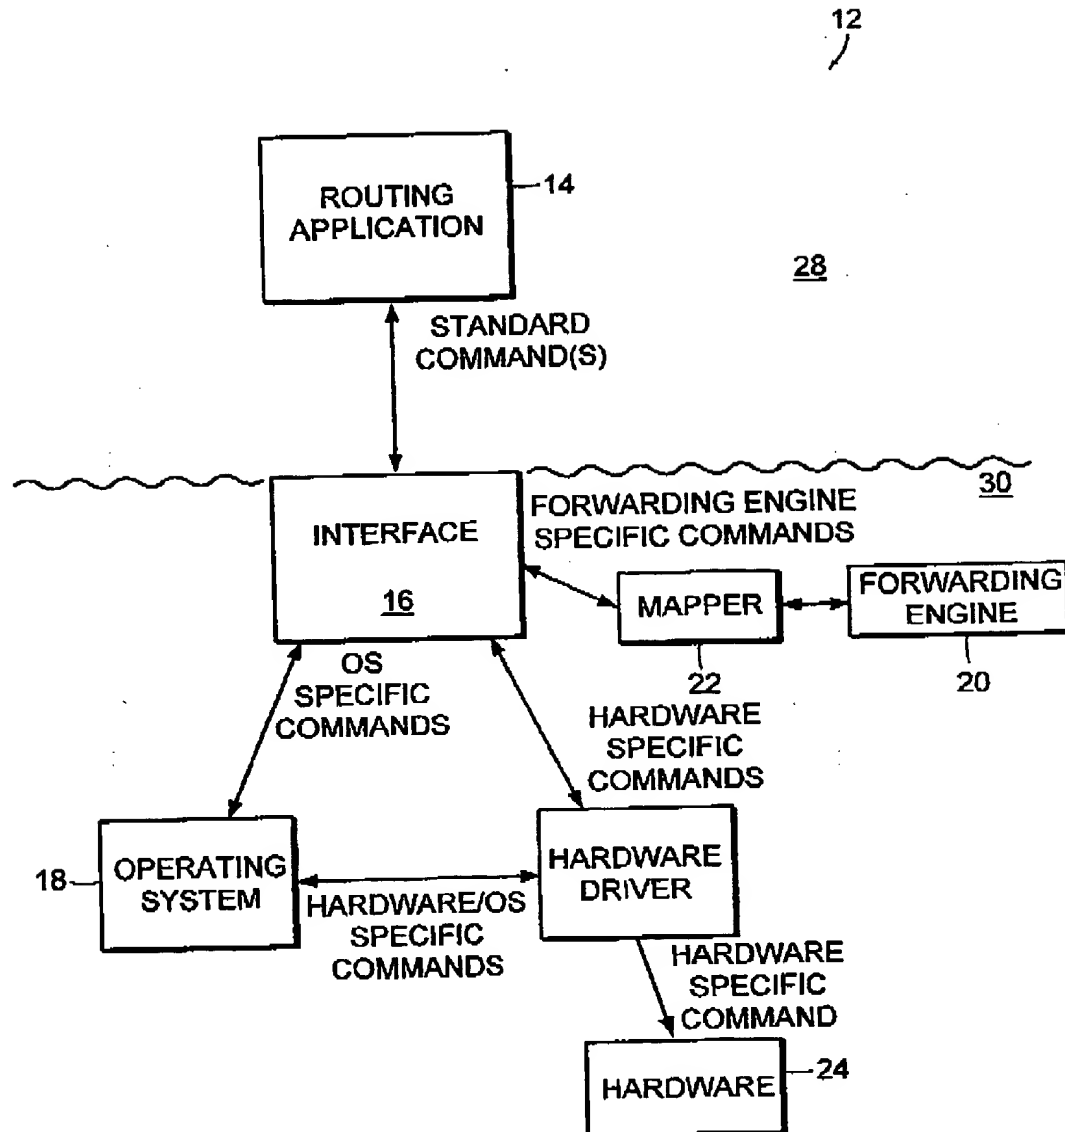 12
ROUTING
APPLICATION
14
28
STANDARD
COMMAND(S)
30
INTERFACE
16
FORWARDING ENGINE
SPECIFIC COMMANDS
MAPPER
22
FORWARDING
ENGINE
20
OS
SPECIFIC
COMMANDS
HARDWARE
SPECIFIC
COMMANDS
18
OPERATING
SYSTEM
HARDWARE/OS
SPECIFIC
COMMANDS
HARDWARE
DRIVER
HARDWARE
SPECIFIC
COMMAND
HARDWARE
24